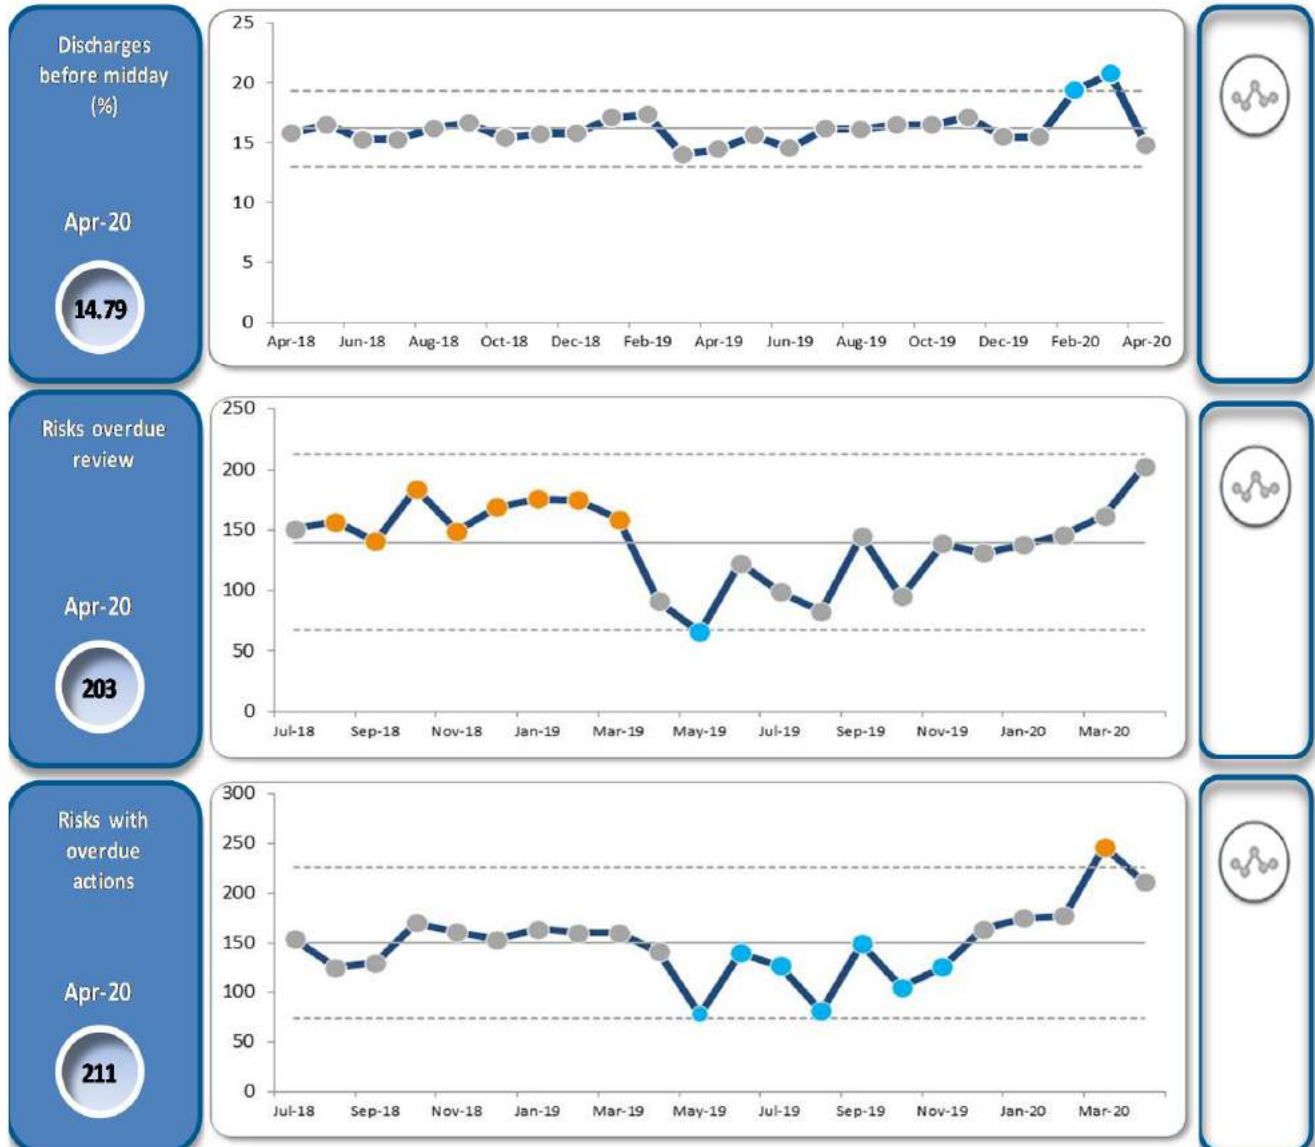 Discharges
before midday
(%)
Apr-20
14.79
25
20
15
10
5
0
Apr-18 Jun-18 Aug-18 Oct-18 Dec-18 Feb-19 Apr-19 Jun-19 Aug-19 Oct-19 Dec-19 Feb-20 Apr-20
Risks overdue
review
Apr-20
203
250
200
150
100
50
0
Jul-18 Sep-18 Nov-18 Jan-19 Mar-19 May-19 Jul-19 Sep-19 Nov-19 Jan-20 Mar-20
Risks with
overdue
actions
Apr-20
211
300
250
200
150
100
50
0
Jul-18 Sep-18 Nov-18 Jan-19 Mar-19 May-19 Jul-19 Sep-19 Nov-19 Jan-20 Mar-20